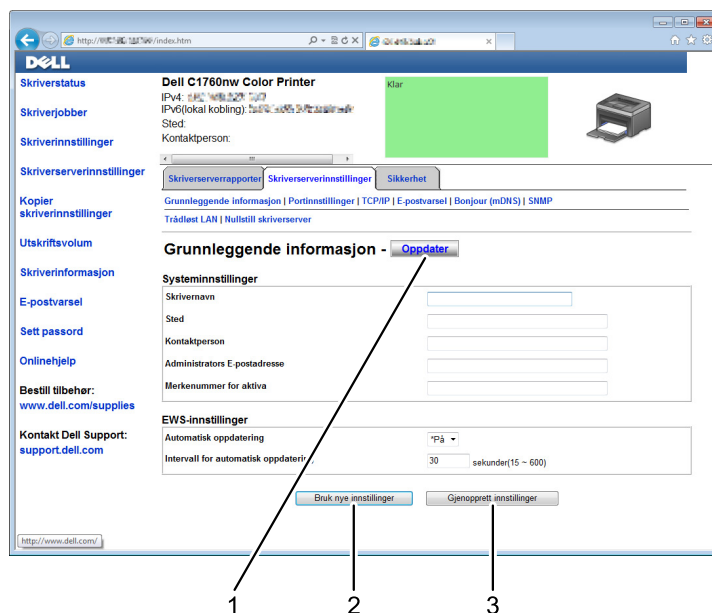 http://
/index.htm
DELL
Skriverstatus
Skriverjobber
Skriverinnstillinger
Skriverserverinnstillinger
Kopier
skriverinnstillinger
Utskriftsvolum
Skriverinformasjon
E-postvarsel
Sett passord
Onlinehjelp
Bestill tilbehør:
www.dell.com/supplies
Kontakt Dell Support:
support.dell.com
Dell C1760nw Color Printer
IPv4:
IPv6(lokal kobling):
Sted:
Kontaktperson:
Klar
Skriverserverrapporter Skriverserverinnstillinger Sikkerhet
Grunnleggende informasjon | Portinnstillinger | TCP/IP | E-postvarsel | Bonjour (mDNS) | SNMP
Trådløst LAN | Nullstill skriverserver
Grunnleggende informasjon - Oppdater
Systeminnstillinger
Skrivernavn
Sted
Kontaktperson
Administrators E-postadresse
Merkenummer for aktiva
EWS-innstillinger
Automatisk oppdatering *På
Intervall for automatisk oppdatering 30 sekunder(15 ~ 600)
Bruk nye innstillinger Gjenopprett innstillinger
http://www.dell.com/
1 2 3